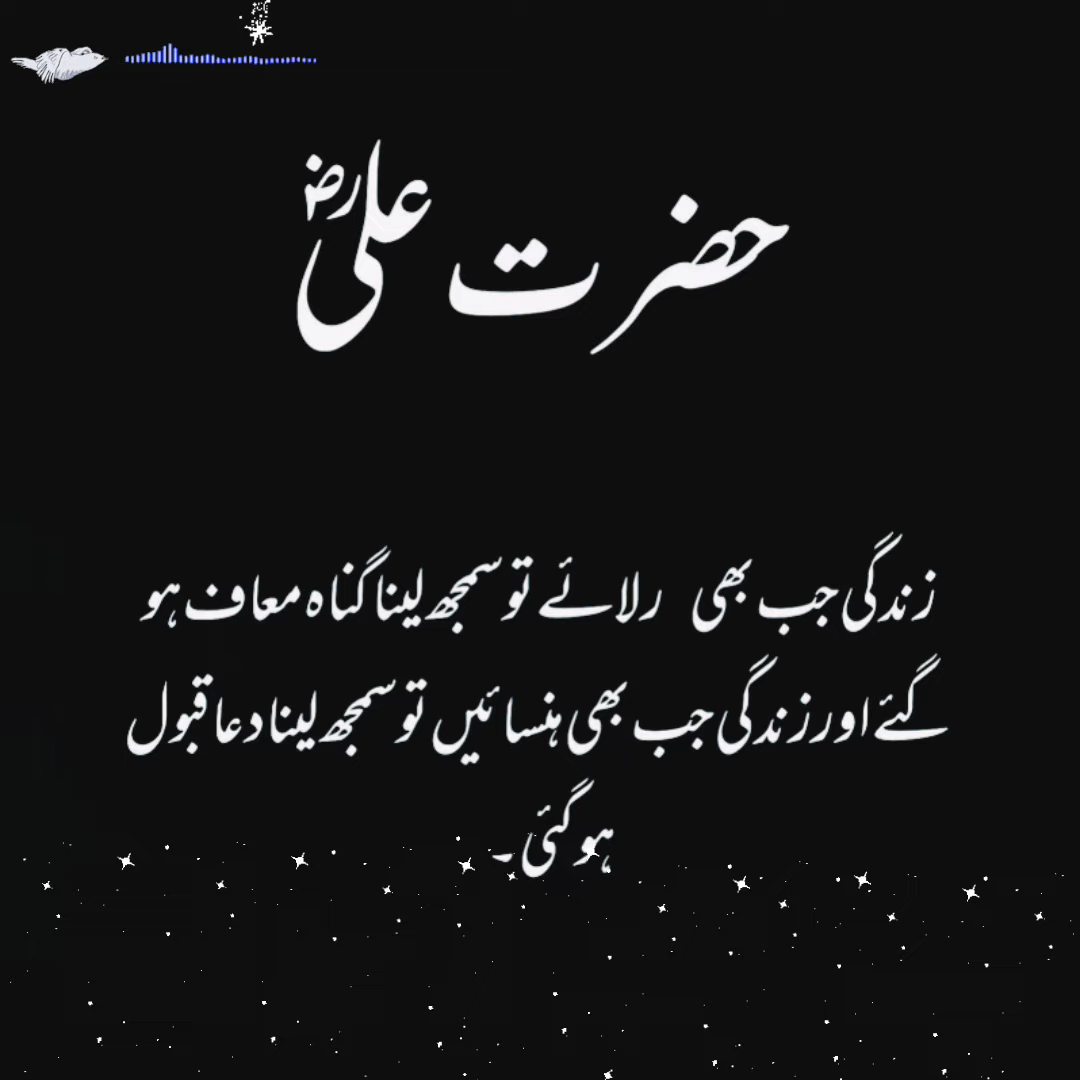 حضرت علیؓ
زندگی جب بھی رلائے تو سمجھ لینا گناہ معاف ہو
گئے اور زندگی جب بھی ہنسائیں تو سمجھ لینا دعا قبول
ہو گئی ۔